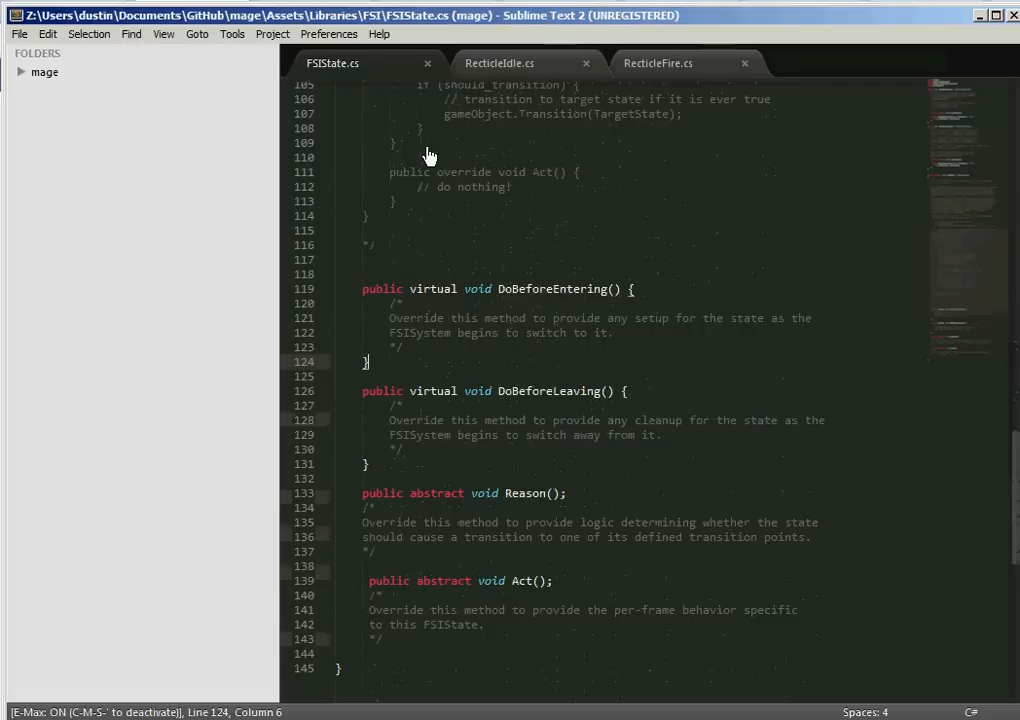 Z:\Users\dustin\Documents\GitHub\mage\Assets\Libraries\FSI\FSIState.cs (mage) - Sublime Text 2 (UNREGISTERED)
File Edit Selection Find View Goto Tools Project Preferences Help
FOLDERS
mage
FSIState.cs RecticleIdle.cs RecticleFire.cs
105 if (should_transition) {
106 // transition to target state if it is ever true
107 gameObject.Transition(TargetState);
108 }
109 }
110
111 public override void Act() {
112 // do nothing!
113 }
114 }
115
116 */
117
118
119 public virtual void DoBeforeEntering() {
120 /*
121 Override this method to provide any setup for the state as the
122 FSISystem begins to switch to it.
123 */
124 }
125
126 public virtual void DoBeforeLeaving() {
127 /*
128 Override this method to provide any cleanup for the state as the
129 FSISystem begins to switch away from it.
130 */
131 }
132
133 public abstract void Reason();
134 /*
135 Override this method to provide logic determining whether the state
136 should cause a transition to one of its defined transition points.
137 */
138
139 public abstract void Act();
140 /*
141 Override this method to provide the per-frame behavior specific
142 to this FSIState.
143 */
144
145 }
[E-Max: ON (C-M-S-` to deactivate)], Line 124, Column 6 Spaces: 4 C#